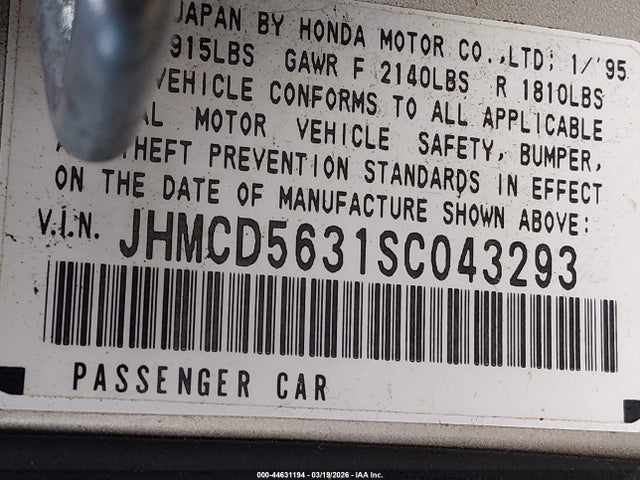 JAPAN BY HONDA MOTOR CO.,LTD; 1/'95
915LBS GAWR F 2140LBS R 1810LBS
VEHICLE CONFORMS TO ALL APPLICABLE
AL MOTOR VEHICLE SAFETY, BUMPER,
THEFT PREVENTION STANDARDS IN EFFECT
ON THE DATE OF MANUFACTURE SHOWN ABOVE:
V.I.N. JHMCD5631SC043293
PASSENGER CAR
000-44631194 - 03/19/2026 - IAA Inc.